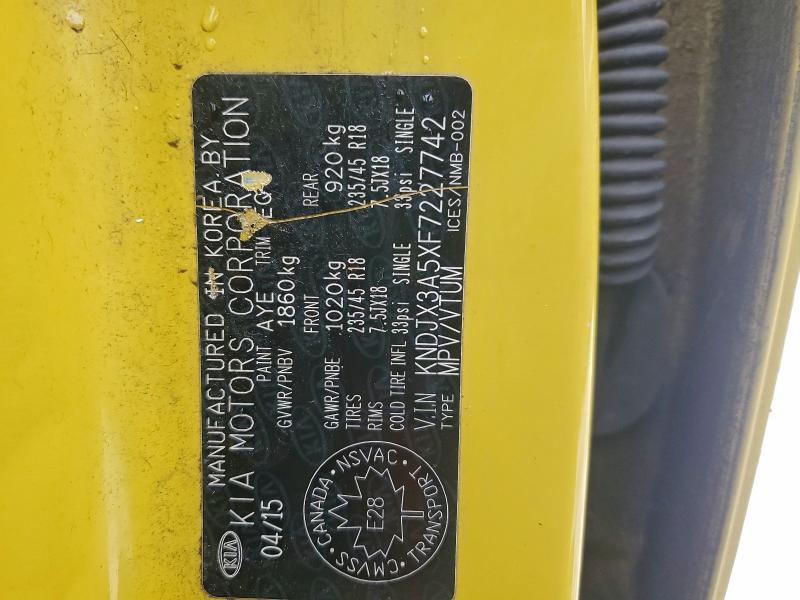 MANUFACTURED IN KOREA BY
KIA KIA MOTORS CORPORATION
04/15 PAINT AYE TRIM EG
GVWR/PNBV 1860kg
FRONT REAR
GAWR/PNBE 1020kg 920kg
TIRES 235/45 R18 235/45 R18
RIMS 7.5JX18 7.5JX18
COLD TIRE INFL 33psi SINGLE 33psi SINGLE
V.I.N KNDJX3A5XF7227742
TYPE MPV/VTUM ICES/NMB-002
CANADA · NSVAC · TRANSPORT · CMVSS
E28